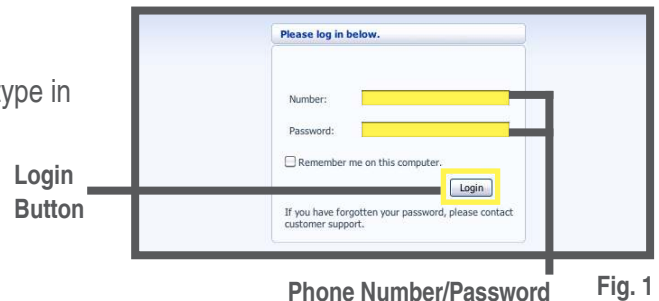 Please log in below.
type in
Number:
Password:
Remember me on this computer.
Login
Button
Login
If you have forgotten your password, please contact
customer support.
Phone Number/Password
Fig. 1